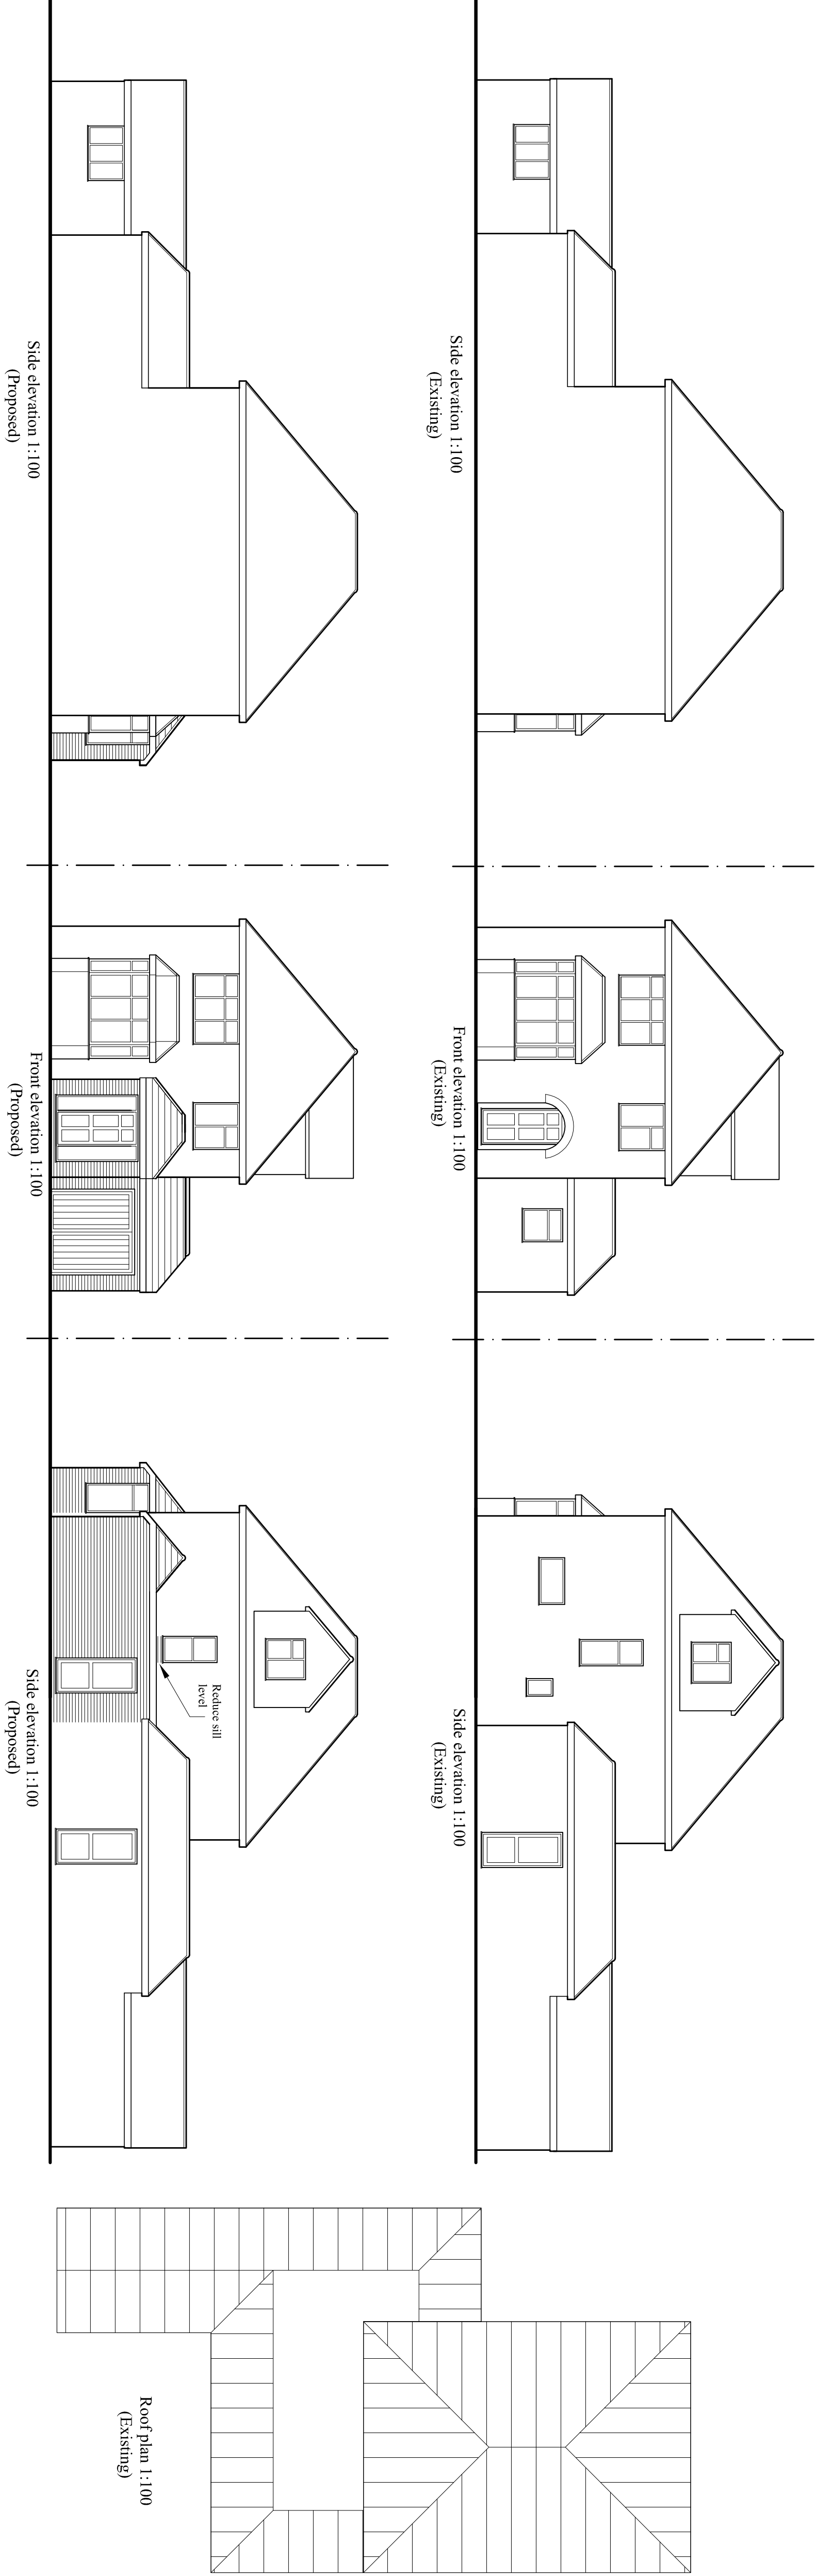 Side elevation 1:100
(Existing)
Front elevation 1:100
(Existing)
Side elevation 1:100
(Existing)
Side elevation 1:100
(Proposed)
Front elevation 1:100
(Proposed)
Reduce sill
level
Side elevation 1:100
(Proposed)
Roof plan 1:100
(Existing)